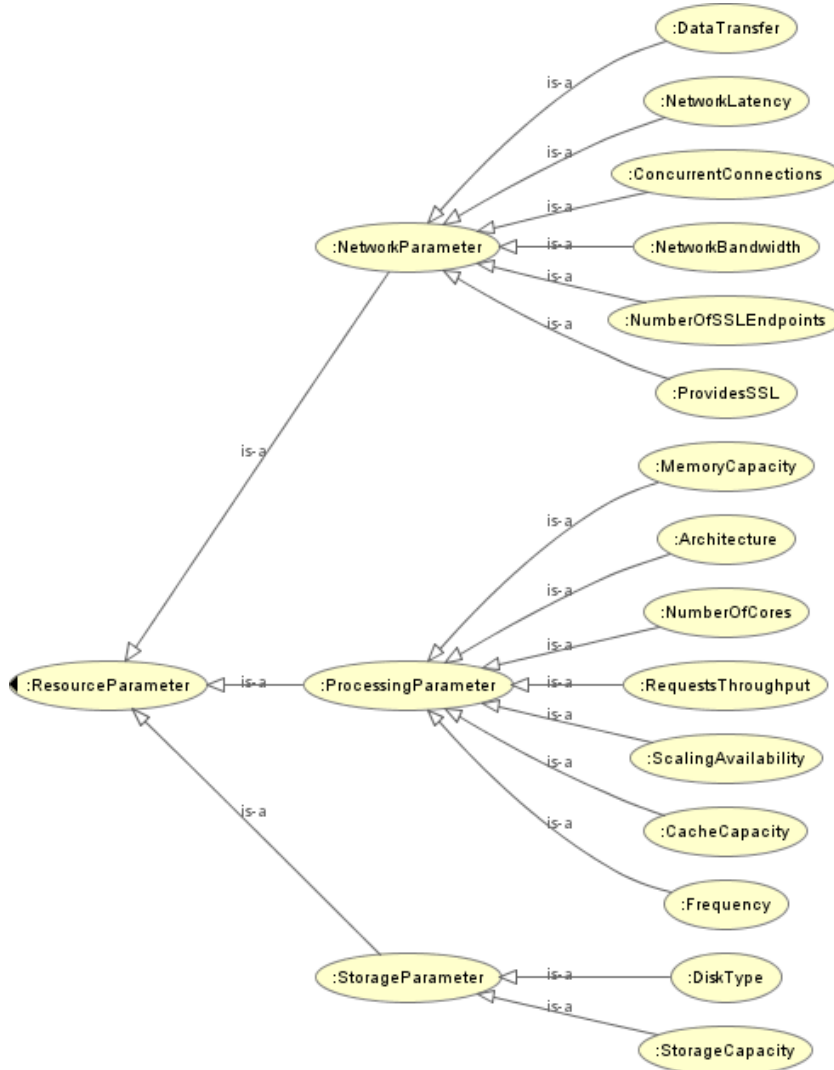 :DataTransfer
is-a
:NetworkLatency
is-a
:ConcurrentConnections
is-a
:NetworkParameter
is-a
:NetworkBandwidth
is-a
:NumberOfSSLEndpoints
is-a
:ProvidesSSL
is-a
:MemoryCapacity
is-a
:Architecture
is-a
:NumberOfCores
is-a
:ResourceParameter
is-a
:ProcessingParameter
is-a
:RequestsThroughput
is-a
:ScalingAvailability
is-a
:CacheCapacity
is-a
is-a
:Frequency
:StorageParameter
is-a
:DiskType
is-a
:StorageCapacity